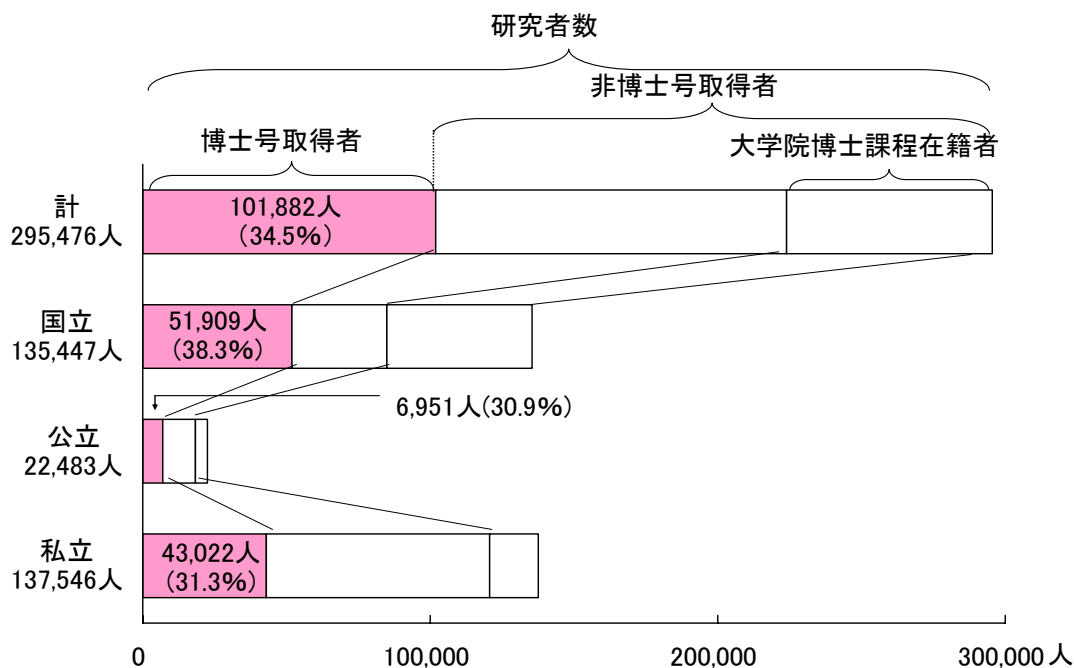 研究者数
非博士号取得者
博士号取得者
大学院博士課程在籍者
計
295,476人
101,882人
(34.5%)
国立
135,447人
51,909人
(38.3%)
6,951人(30.9%)
公立
22,483人
私立
137,546人
43,022人
(31.3%)
0
100,000
200,000
300,000 人